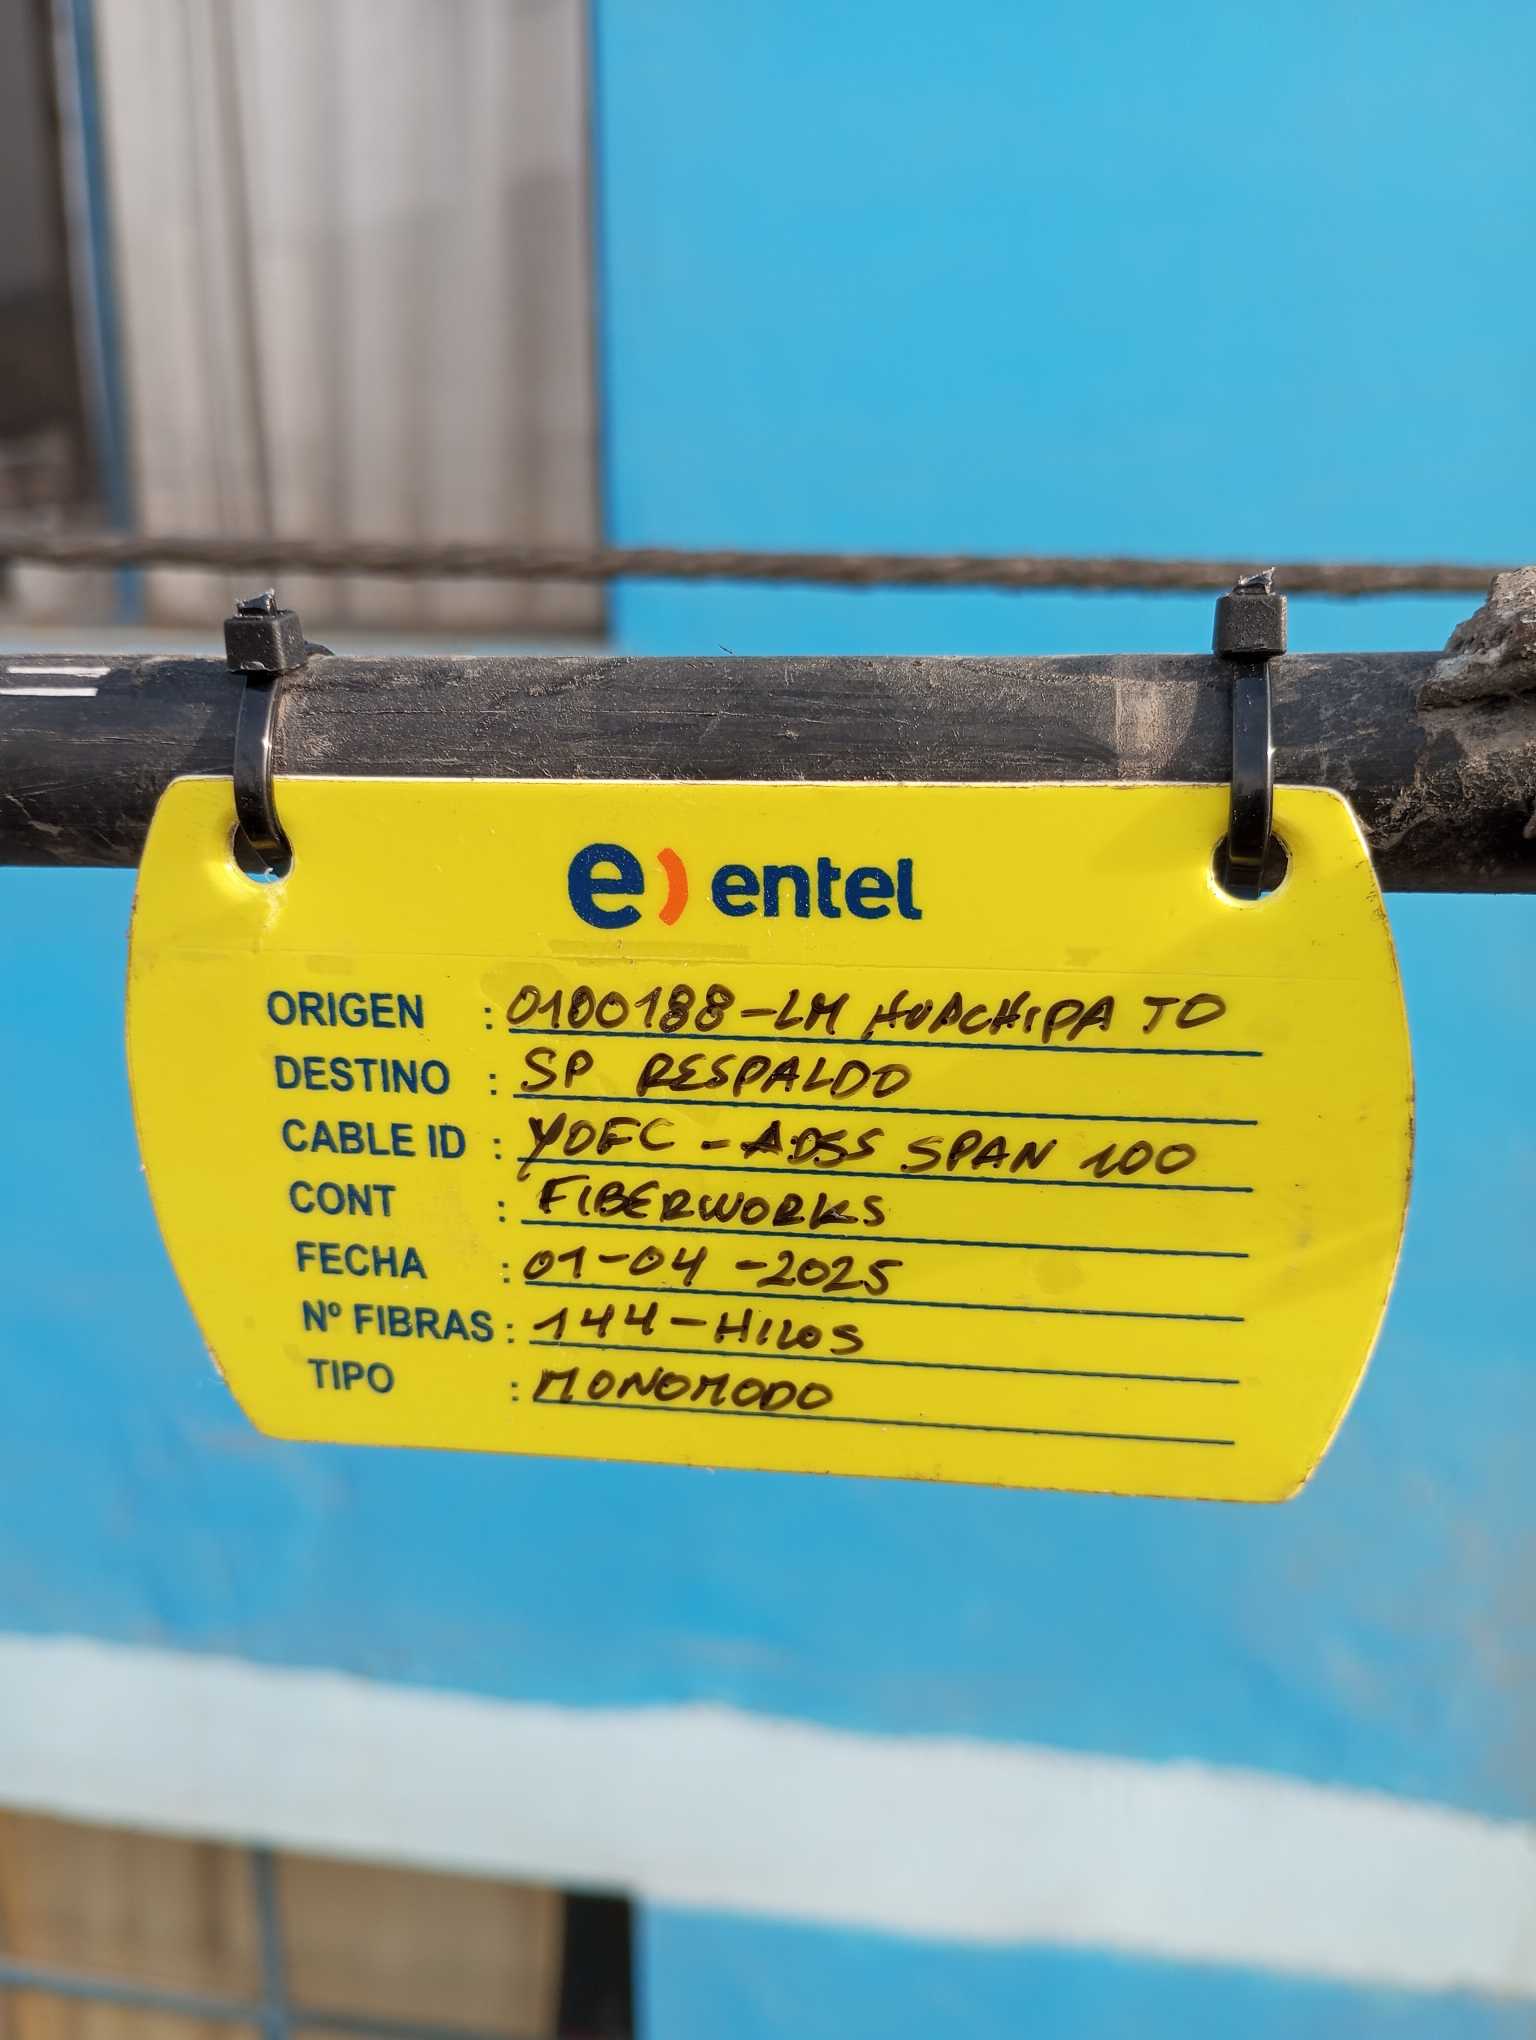 e) entel
ORIGEN : 0100188-LM HUACHIPA TO
DESTINO : SP RESPALDO
CABLE ID : YOFC - ADSS SPAN 100
CONT : FIBERWORKS
FECHA : 01-04-2025
Nº FIBRAS : 144-HILOS
TIPO : MONOMODO